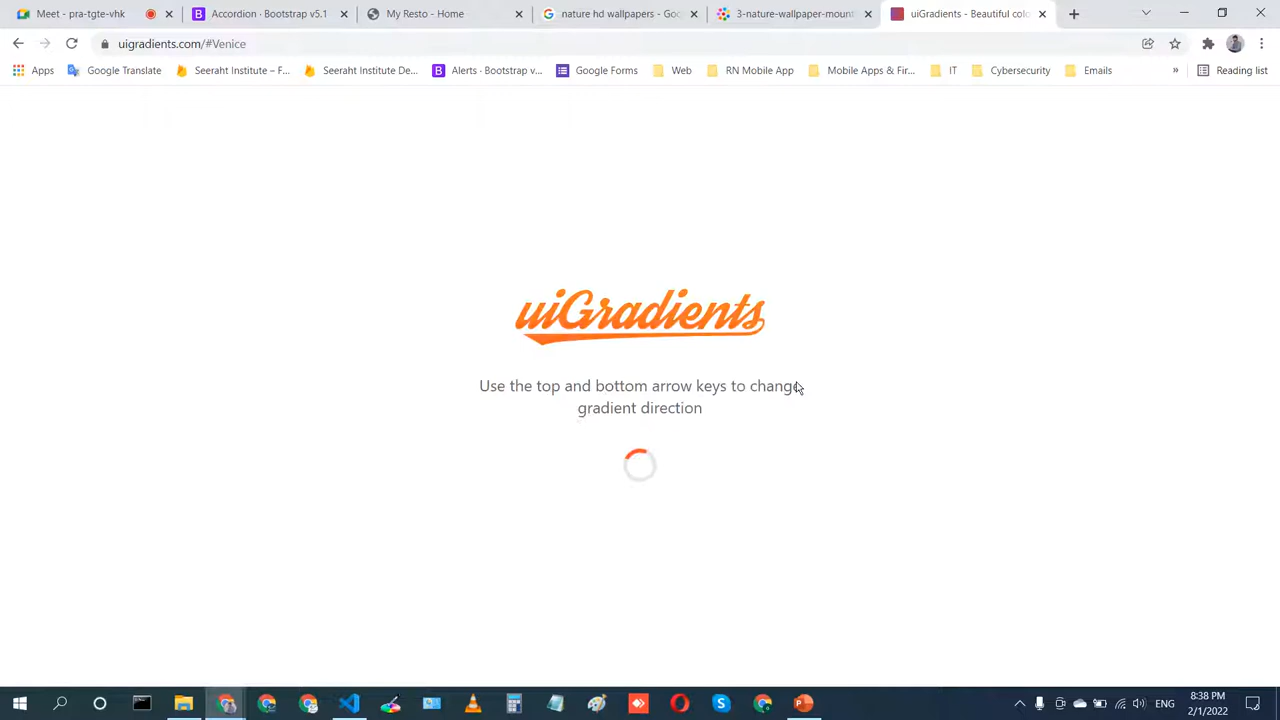 Meet - pra-tgte-vhk
Accordion · Bootstrap v5.1
My Resto - Home
nature hd wallpapers - Goo
3-nature-wallpaper-mount
uiGradients - Beautiful colo
uigradients.com/#Venice
Apps
Google Translate
Seeraht Institute – F...
Seeraht Institute De...
Alerts · Bootstrap v...
Google Forms
Web
RN Mobile App
Mobile Apps & Fir...
IT
Cybersecurity
Emails
»
Reading list
uiGradients
Use the top and bottom arrow keys to change
gradient direction
ENG
8:38 PM
2/1/2022